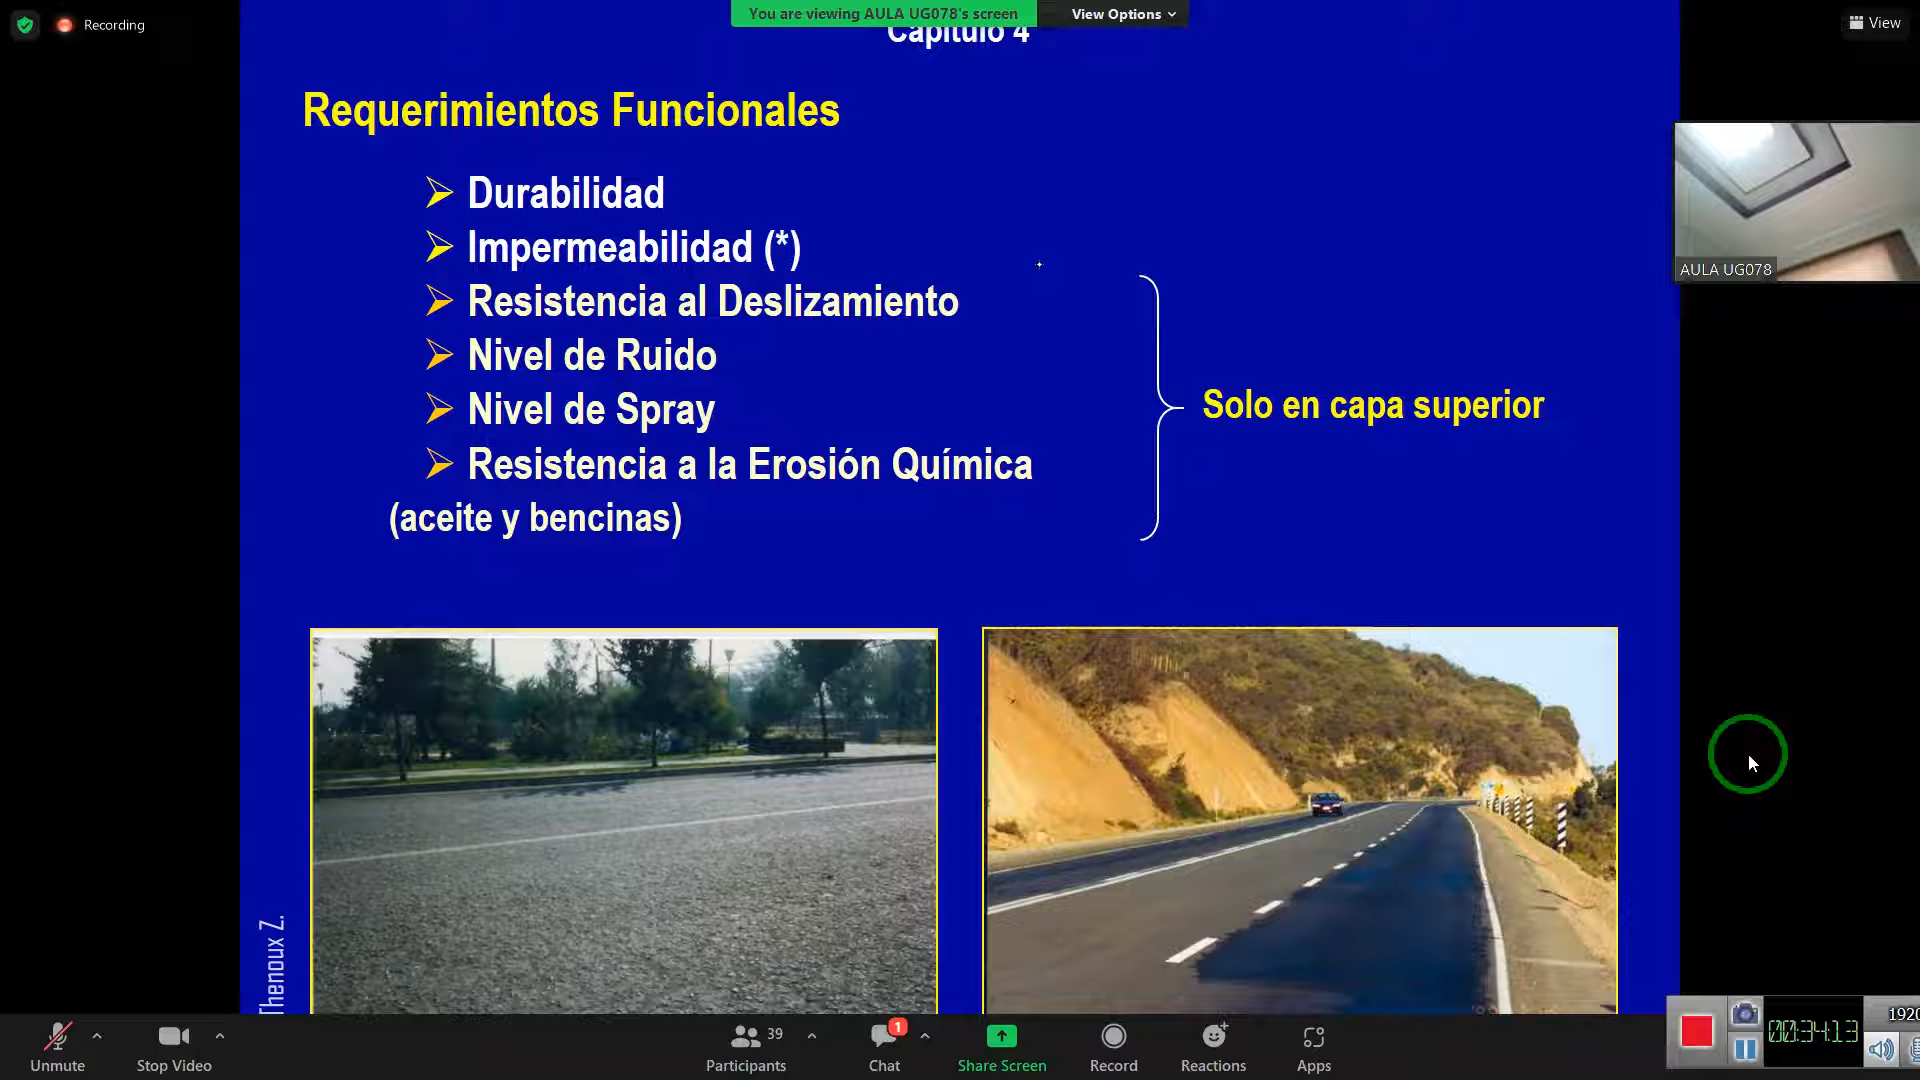 Recording
You are viewing AULA UG078's screen
View Options
View
Capítulo 4
Requerimientos Funcionales
Durabilidad
Impermeabilidad (*)
Resistencia al Deslizamiento
Nivel de Ruido
Nivel de Spray
Resistencia a la Erosión Química
(aceite y bencinas)
Solo en capa superior
AULA UG078
Thenoux Z.
Unmute
Stop Video
39
Participants
1
Chat
Share Screen
Record
Reactions
Apps
00:34:13
1920